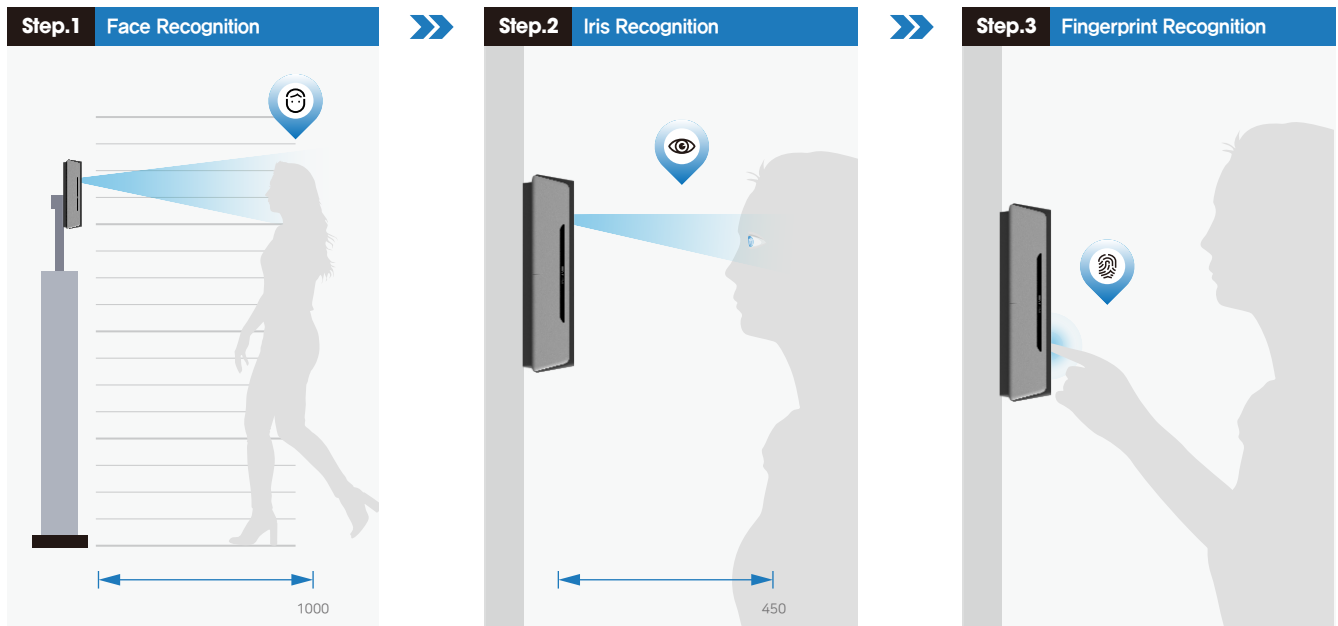 Step.1 Face Recognition
Step.2 Iris Recognition
Step.3 Fingerprint Recognition
1000
450